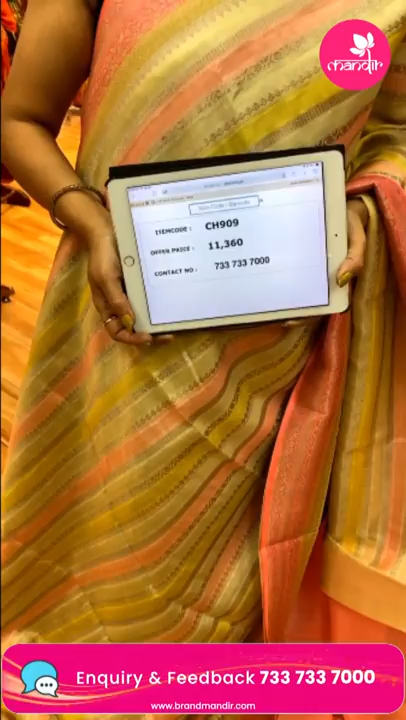 mandir
ITEMCODE : CH909
OFFER PRICE : 11,360
CONTACT NO : 733 733 7000
Enquiry & Feedback 733 733 7000
www.brandmandir.com